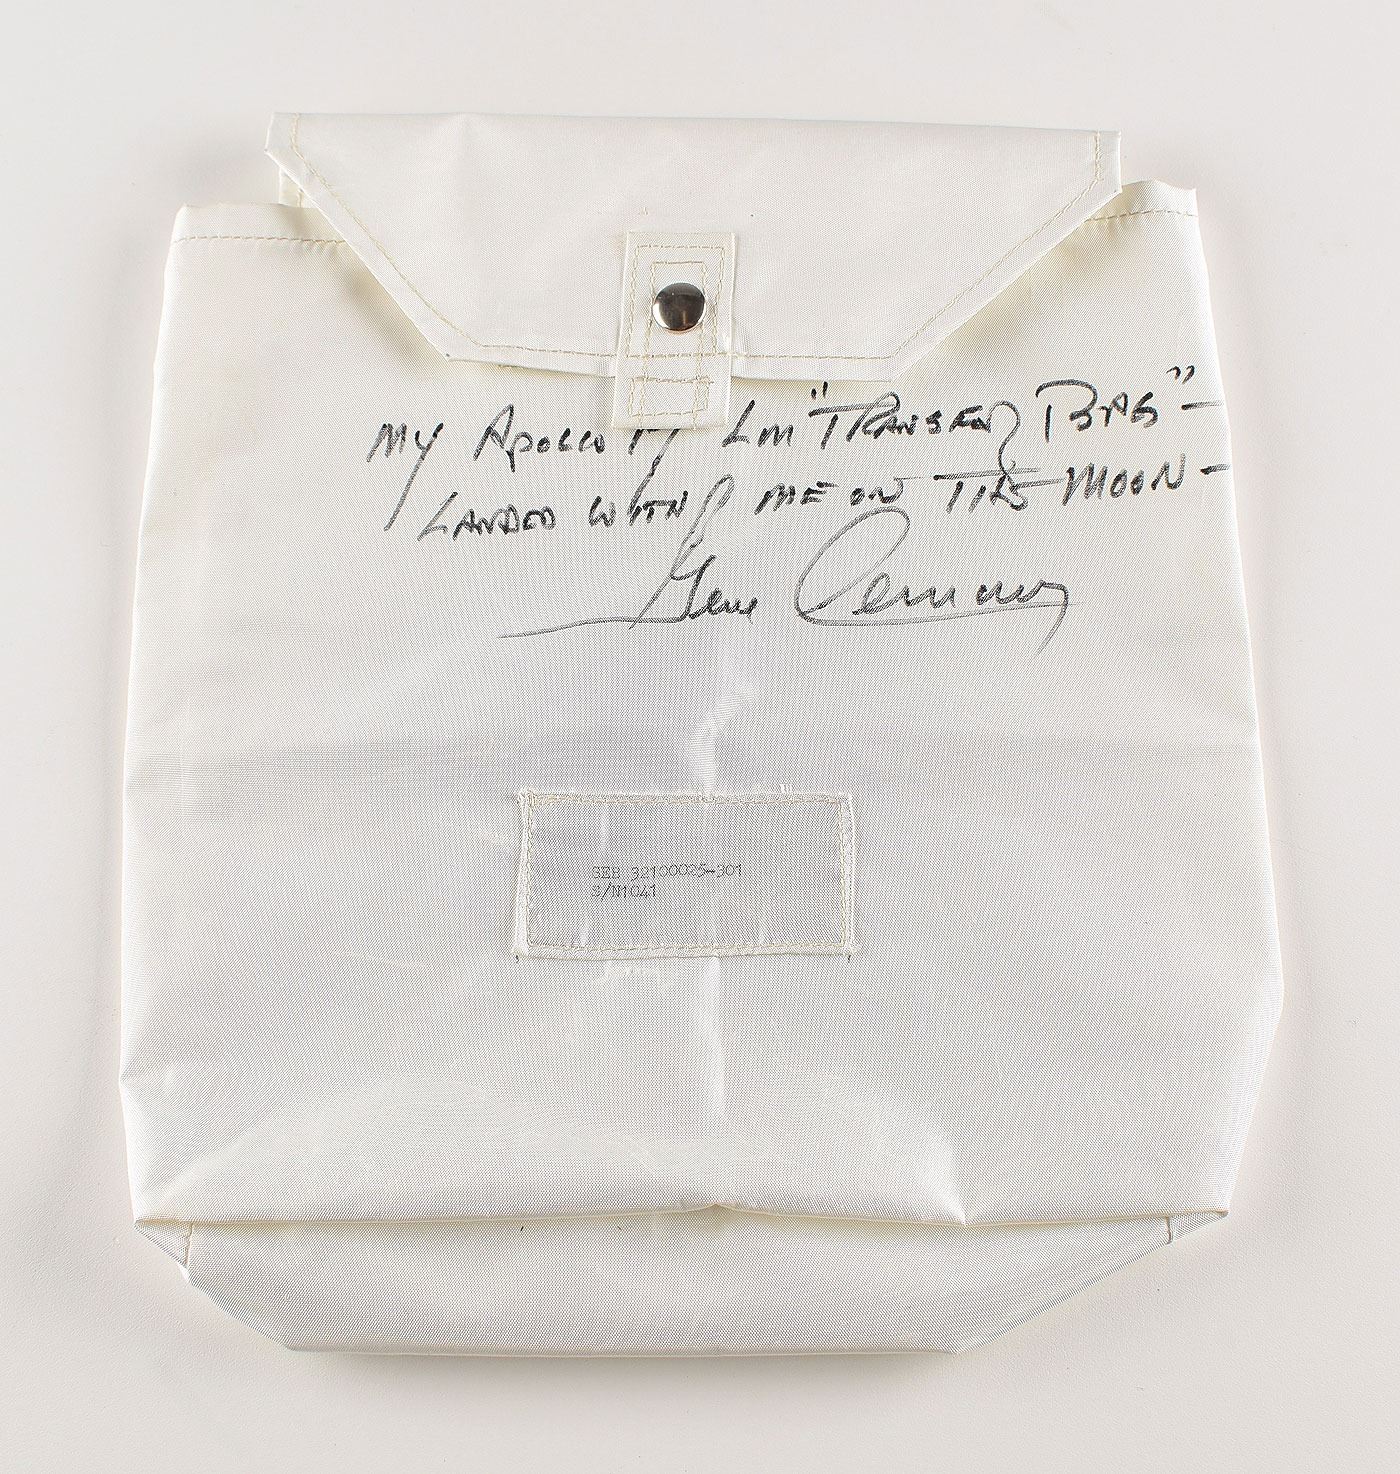 MY APOLLO 17 LM "TRANSFER BAG" -
LANDED WITH ME ON THE MOON -
Gene Cernan
SEB 32100025-301
S/N1041